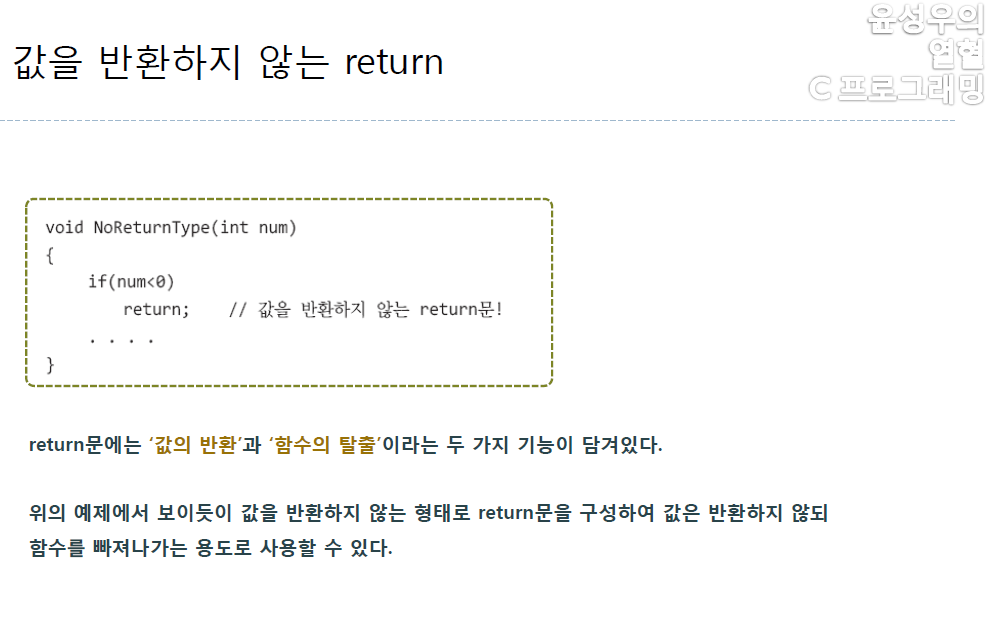 윤성우의
열혈
C 프로그래밍
값을 반환하지 않는 return
void NoReturnType(int num)
{
if(num<0)
return; // 값을 반환하지 않는 return문!
. . . .
}
return문에는 ‘값의 반환’과 ‘함수의 탈출’이라는 두 가지 기능이 담겨있다.
위의 예제에서 보이듯이 값을 반환하지 않는 형태로 return문을 구성하여 값은 반환하지 않되
함수를 빠져나가는 용도로 사용할 수 있다.